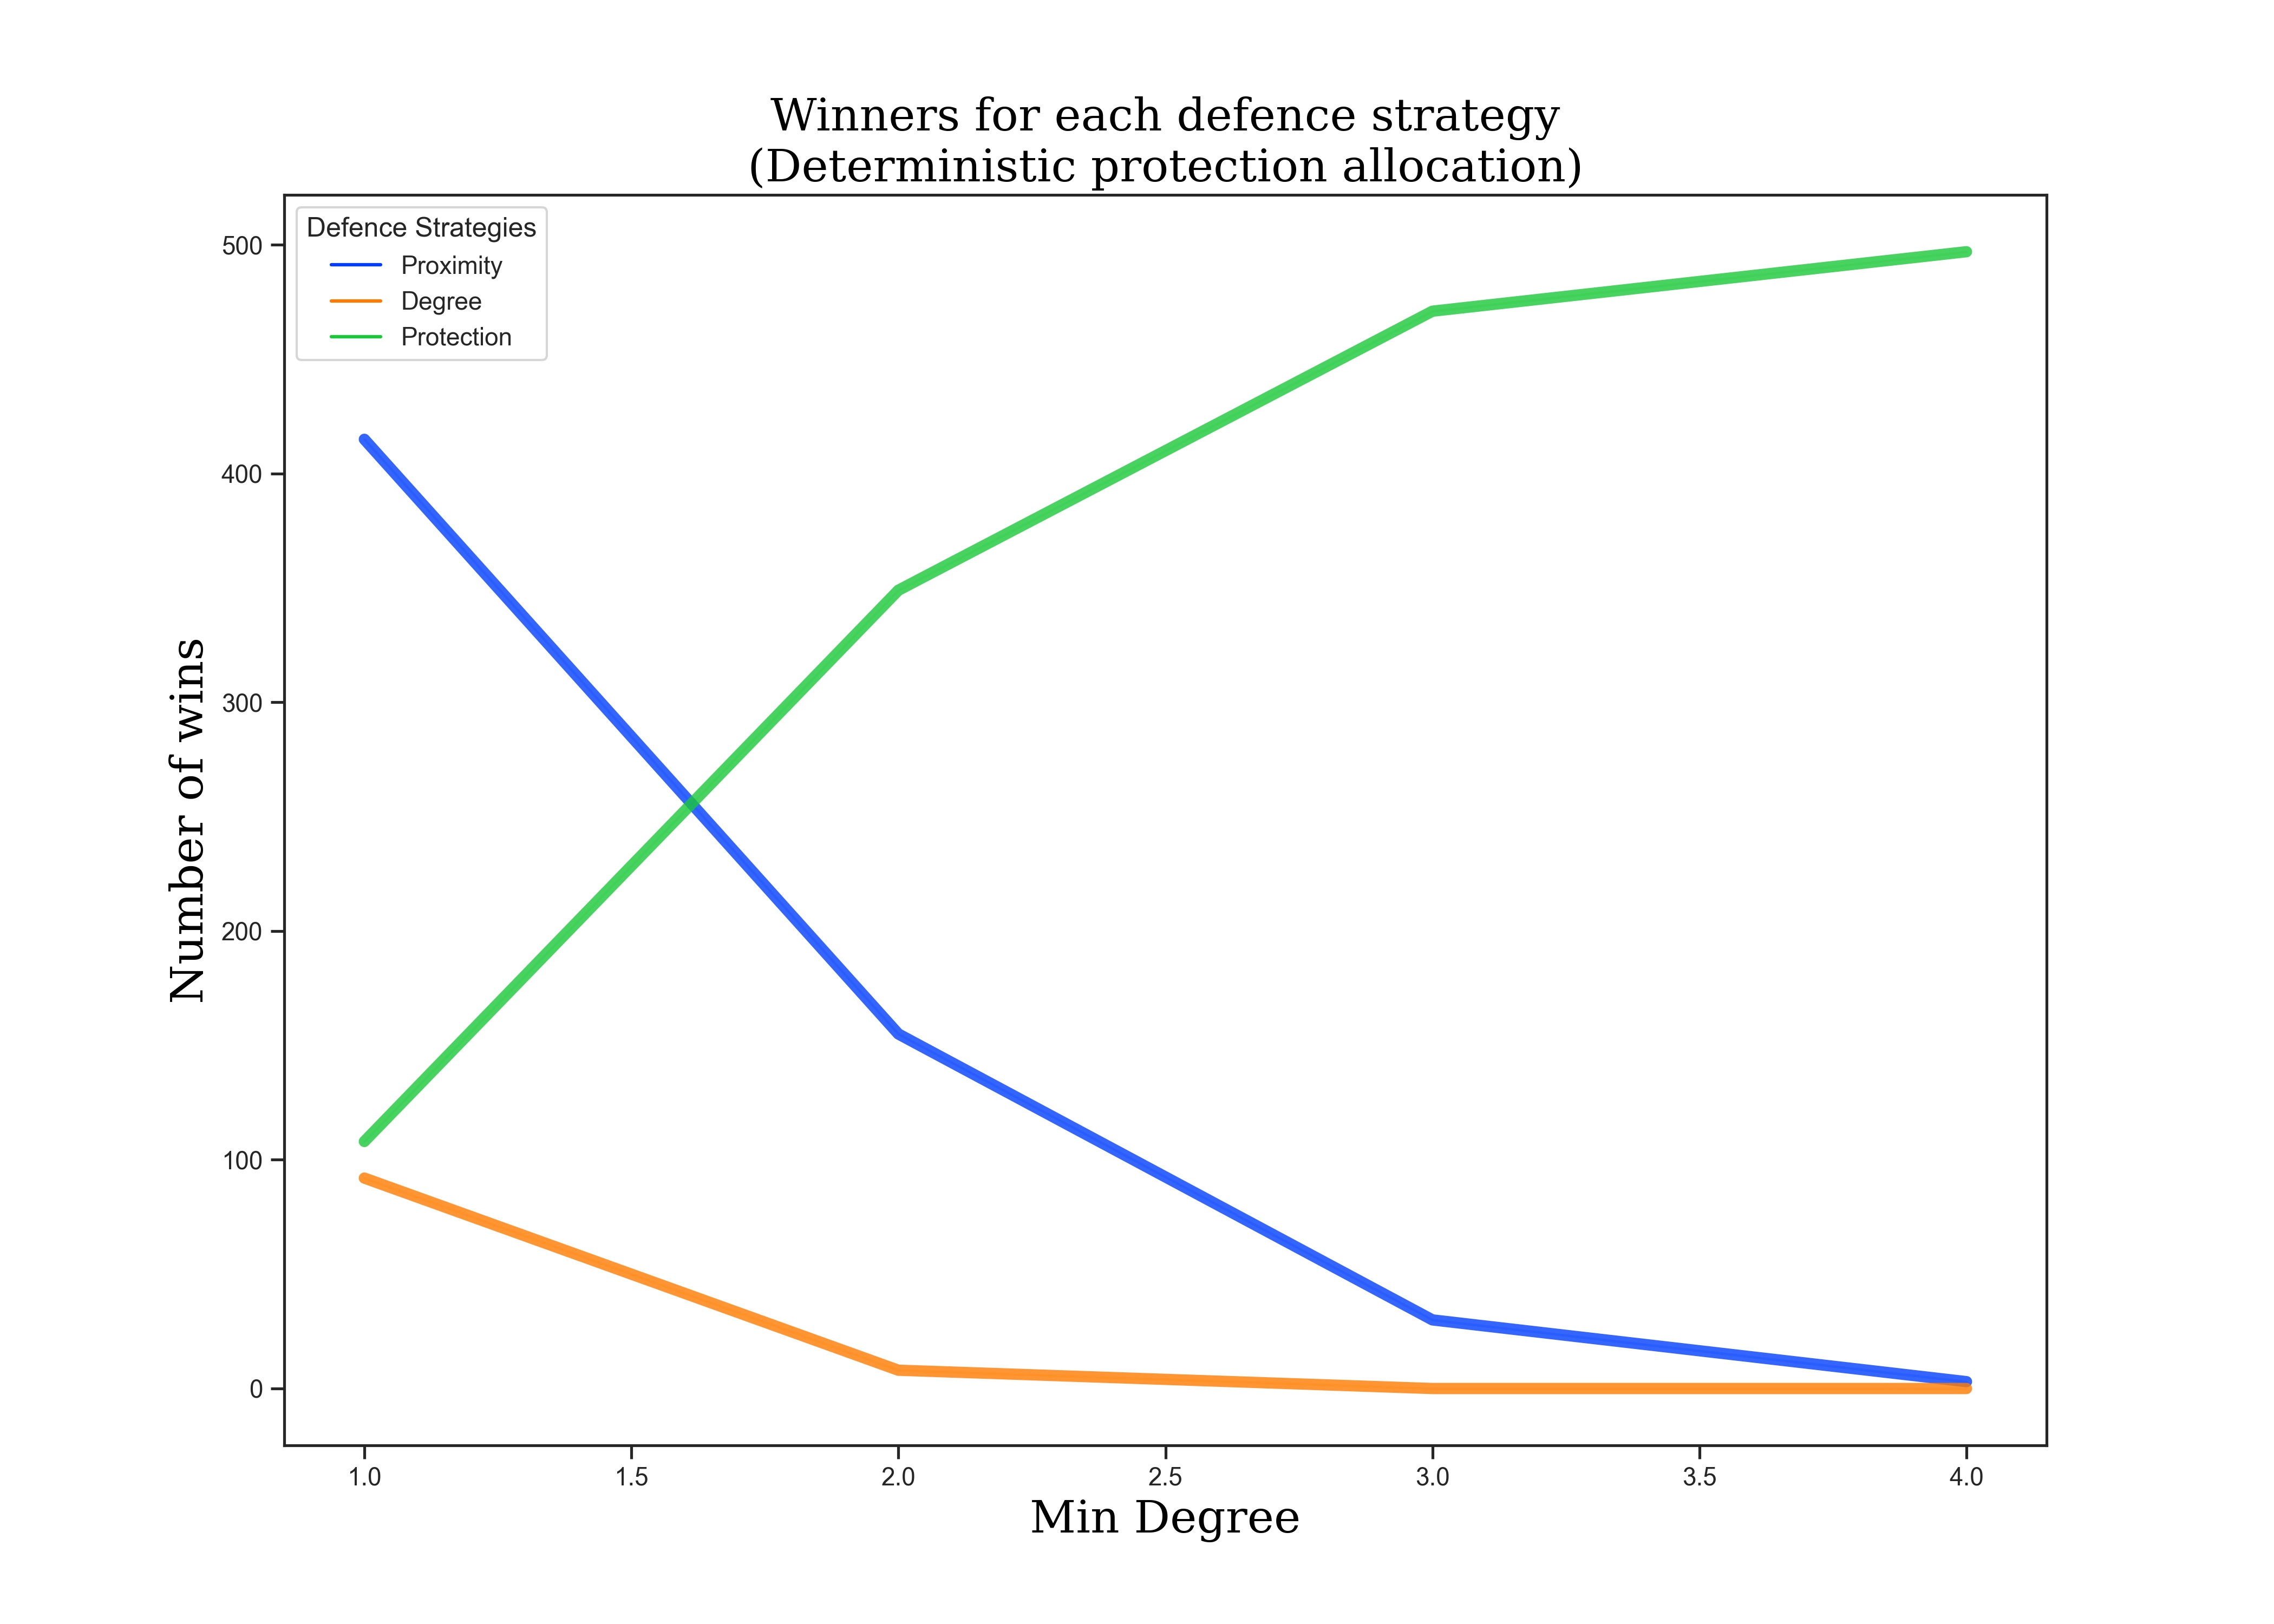 Winners for each defence strategy
(Deterministic protection allocation)
Defence Strategies
Proximity
Degree
Protection
500
400
300
200
100
0
Number of wins
1.0 1.5 2.0 2.5 3.0 3.5 4.0
Min Degree